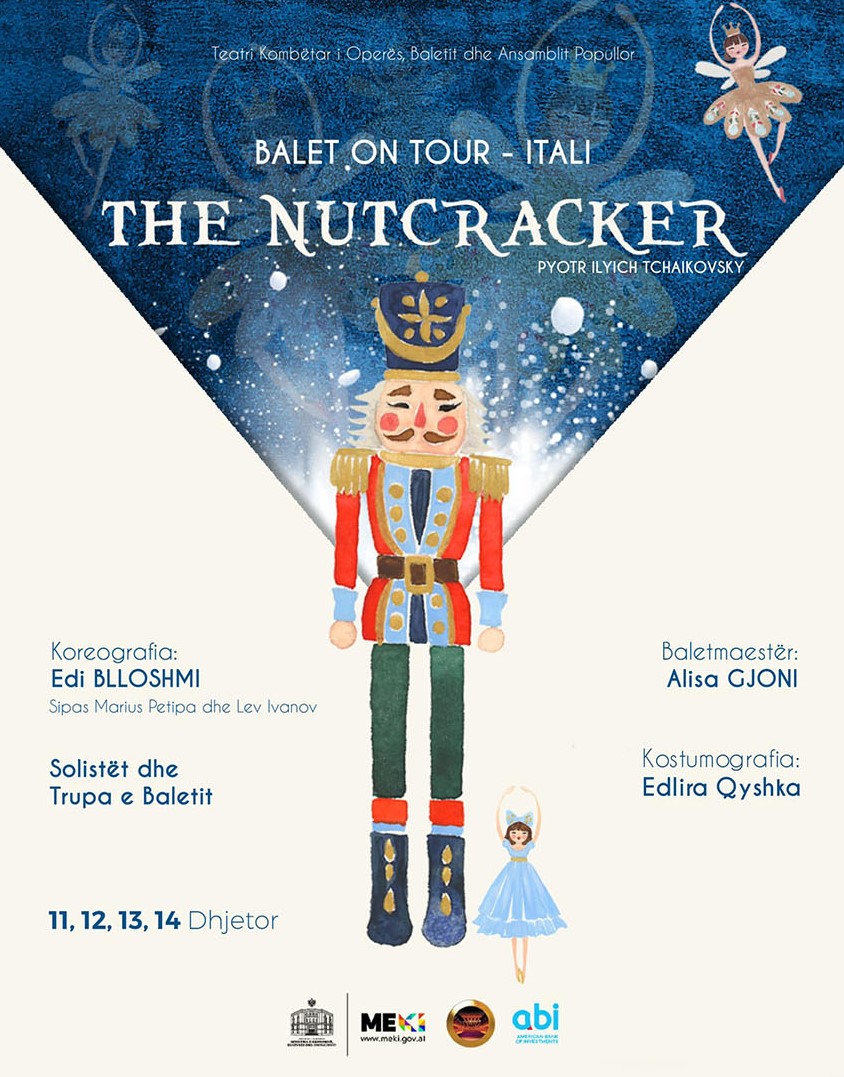 Teatri Kombëtar i Operës, Baletit dhe Ansamblit Popullor
BALET ON TOUR - ITALI
THE NUTCRACKER
PYOTR ILYICH TCHAIKOVSKY
Koreografia:
Edi BLLOSHMI
Sipas Marius Petipa dhe Lev Ivanov
Solistët dhe
Trupa e Baletit
Baletmaestër:
Alisa GJONI
Kostumografia:
Edlira Qyshka
11, 12, 13, 14 Dhjetor
MEKI
www.meki.gov.al
abi
AMERICAN BANK
OF INVESTMENTS